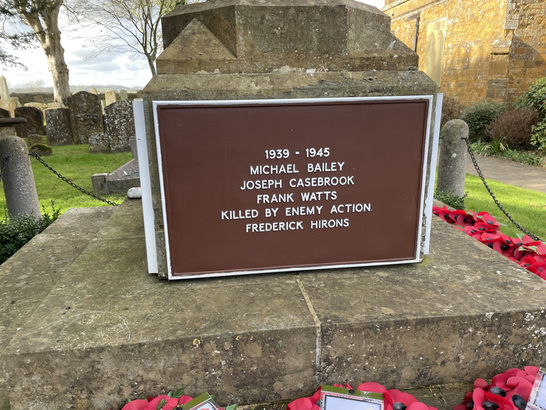 1939 - 1945
MICHAEL BAILEY
JOSEPH CASEBROOK
FRANK WATTS
KILLED BY ENEMY ACTION
FREDERICK HIRONS